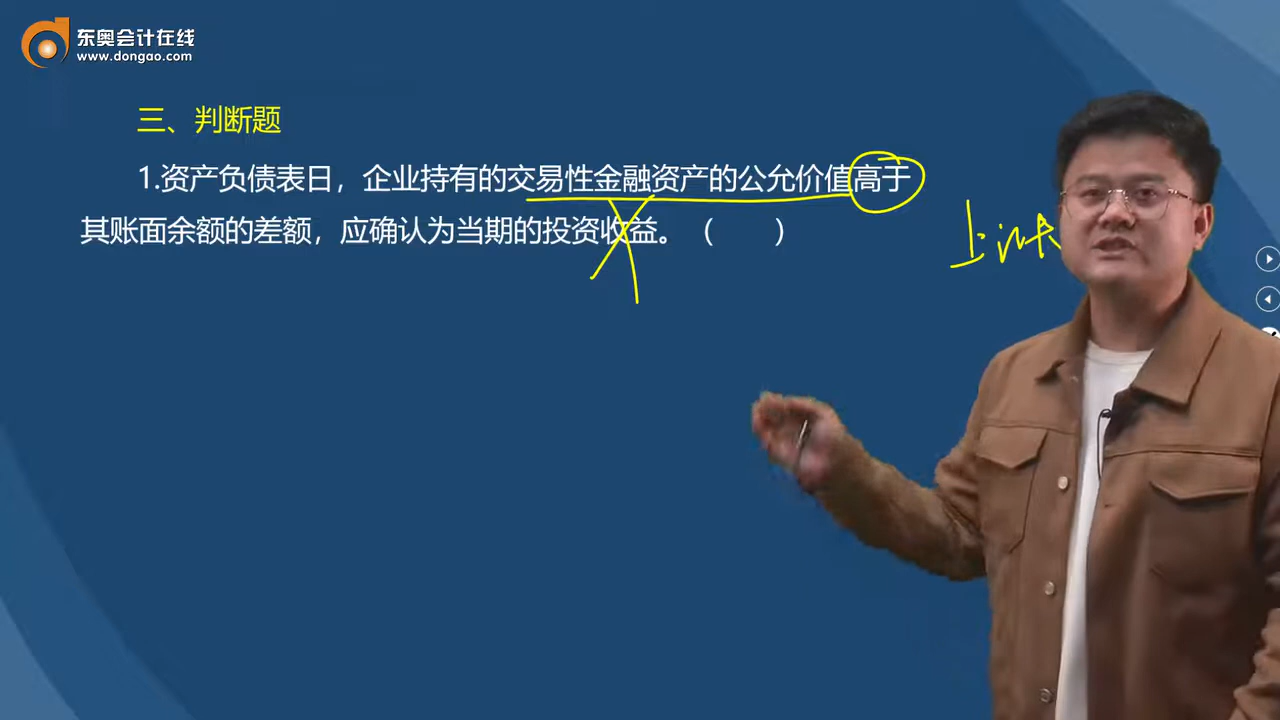 东奥会计在线
www.dongao.com
三、判断题
1.资产负债表日，企业持有的交易性金融资产的公允价值高于
其账面余额的差额，应确认为当期的投资收益。（　　）
上涨